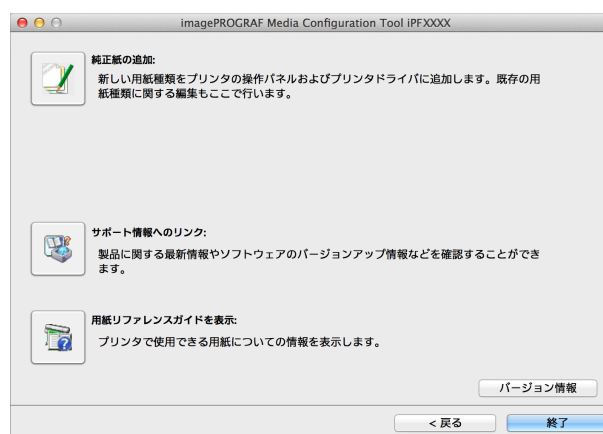 imagePROGRAF Media Configuration Tool iPFXXXX
純正紙の追加:
新しい用紙種類をプリンタの操作パネルおよびプリンタドライバに追加します。既存の用
紙種類に関する編集もここで行います。
サポート情報へのリンク:
製品に関する最新情報やソフトウェアのバージョンアップ情報などを確認することができ
ます。
用紙リファレンスガイドを表示:
プリンタで使用できる用紙についての情報を表示します。
バージョン情報
< 戻る
終了